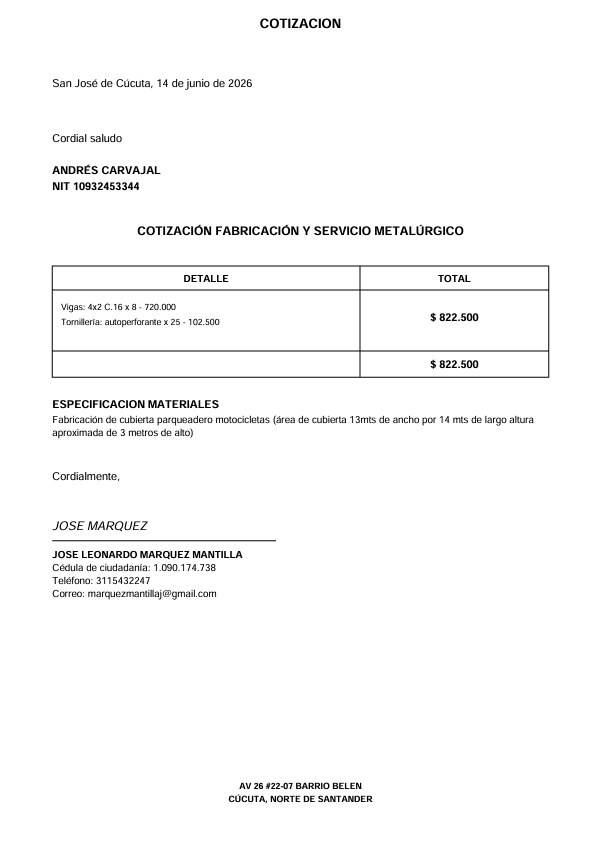 COTIZACION
San José de Cúcuta, 14 de junio de 2026
Cordial saludo
ANDRÉS CARVAJAL
NIT 10932453344
COTIZACIÓN FABRICACIÓN Y SERVICIO METALÚRGICO
DETALLE TOTAL
Vigas: 4x2 C.16 x 8 - 720.000
Tornillería: autoperforante x 25 - 102.500
$ 822.500
$ 822.500
ESPECIFICACION MATERIALES
Fabricación de cubierta parqueadero motocicletas (área de cubierta 13mts de ancho por 14 mts de largo altura
aproximada de 3 metros de alto)
Cordialmente,
JOSE MARQUEZ
JOSE LEONARDO MARQUEZ MANTILLA
Cédula de ciudadanía: 1.090.174.738
Teléfono: 3115432247
Correo: marquezmantillaj@gmail.com
AV 26 #22-07 BARRIO BELEN
CÚCUTA, NORTE DE SANTANDER